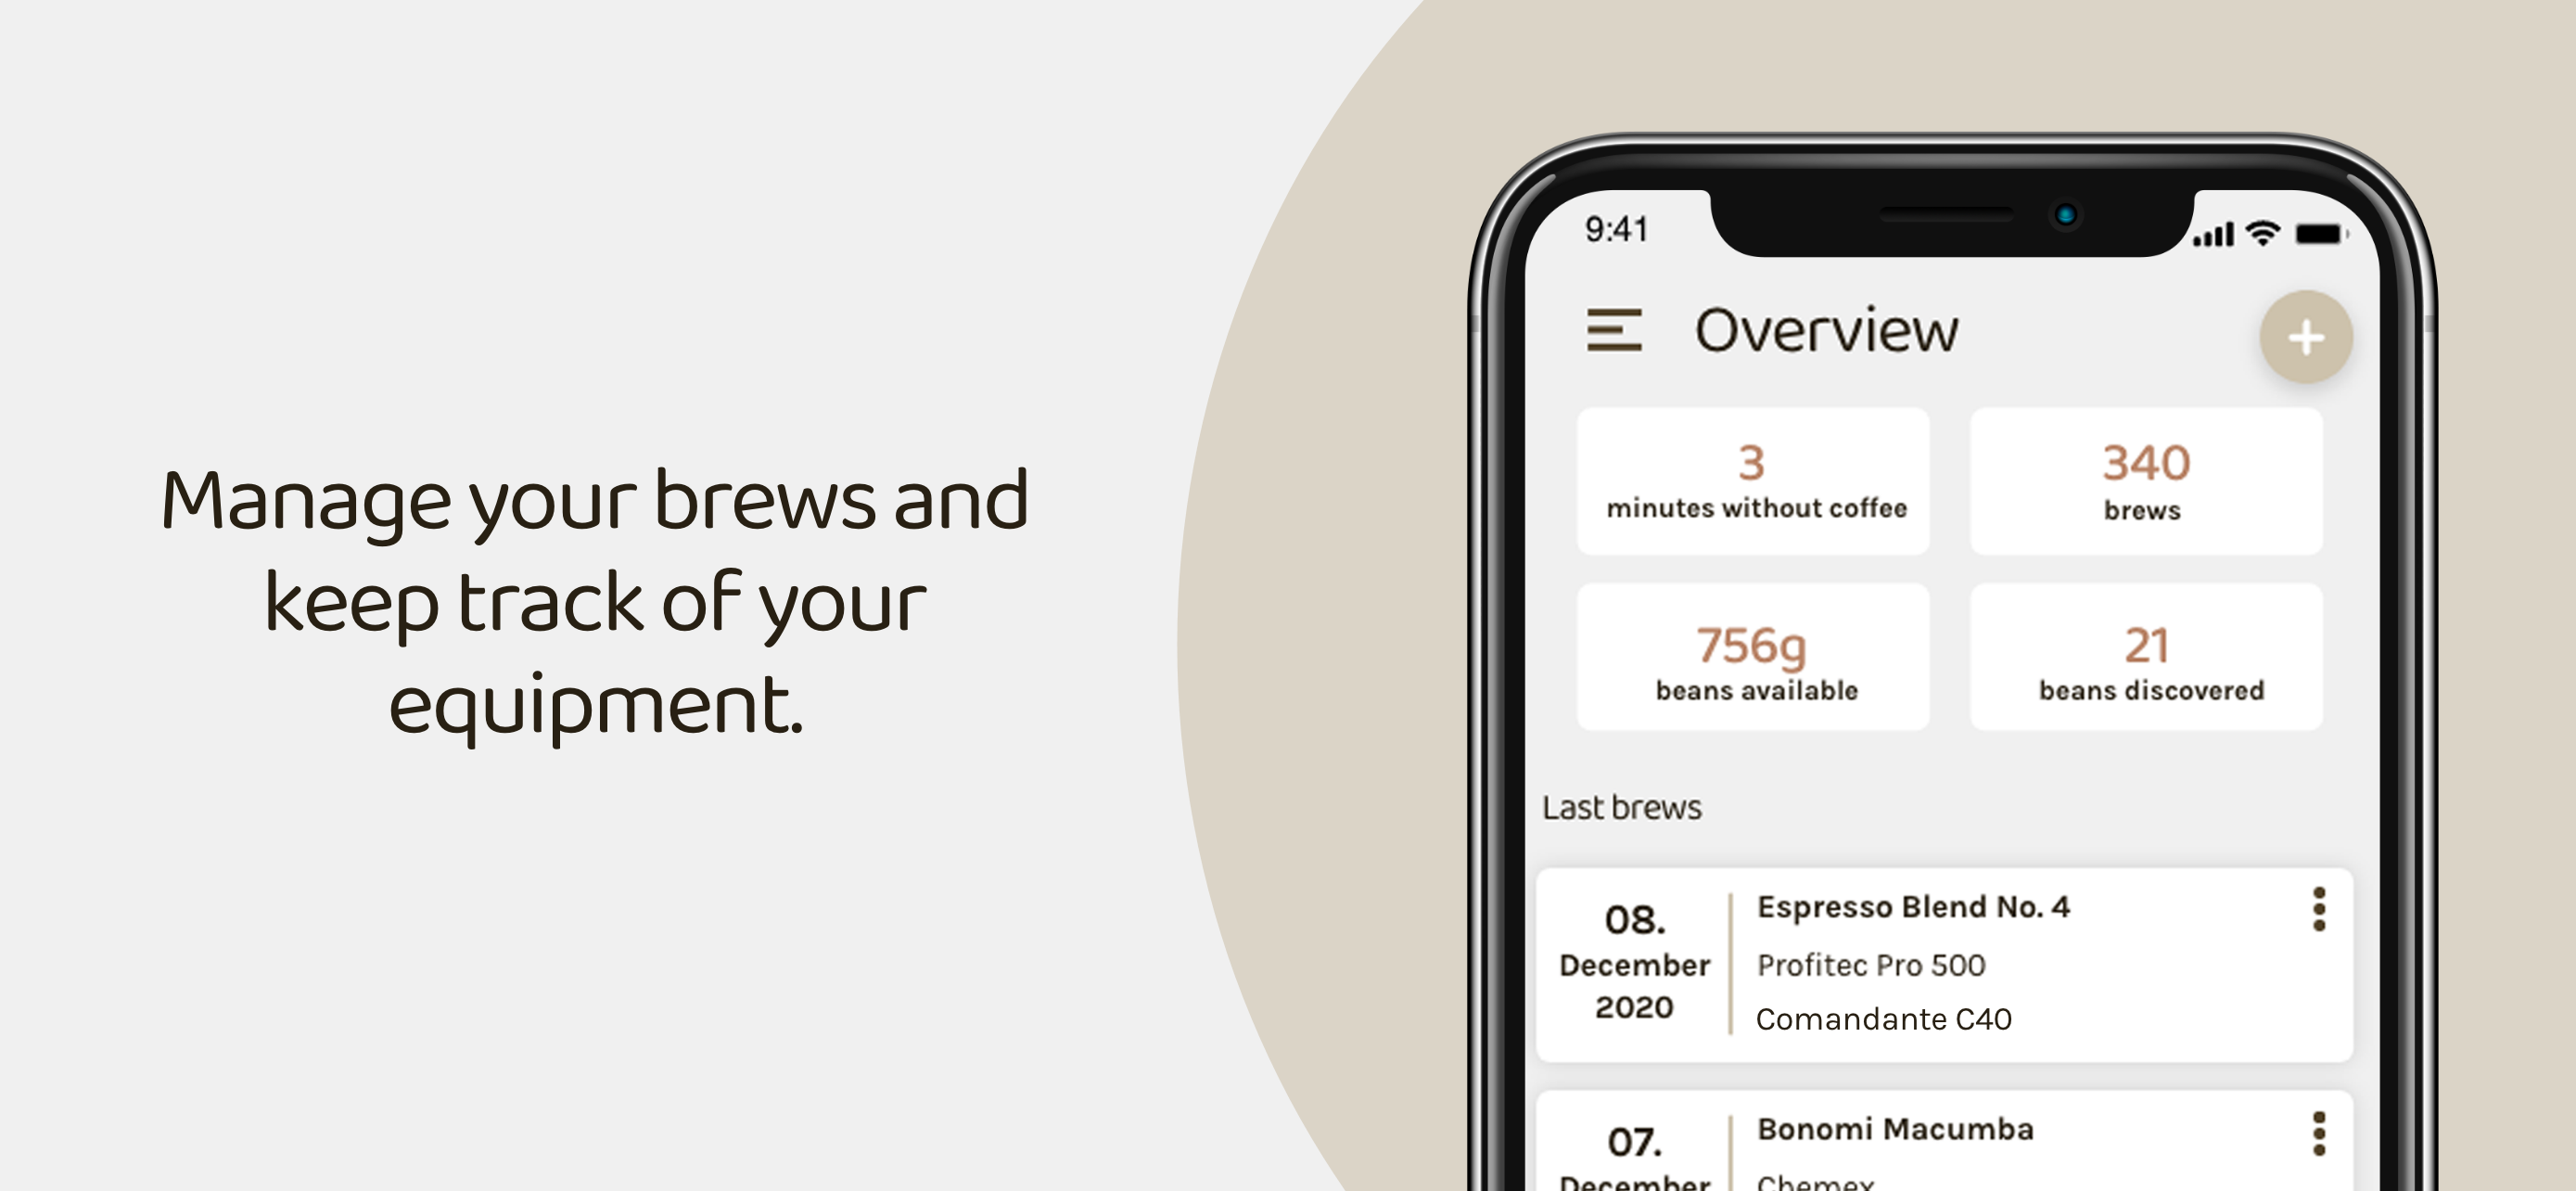 Manage your brews and
keep track of your
equipment.
9:41
Overview
3
minutes without coffee
340
brews
756g
beans available
21
beans discovered
Last brews
08.
December
2020
Espresso Blend No. 4
Profitec Pro 500
Comandante C40
07.
December
Bonomi Macumba
Chemex